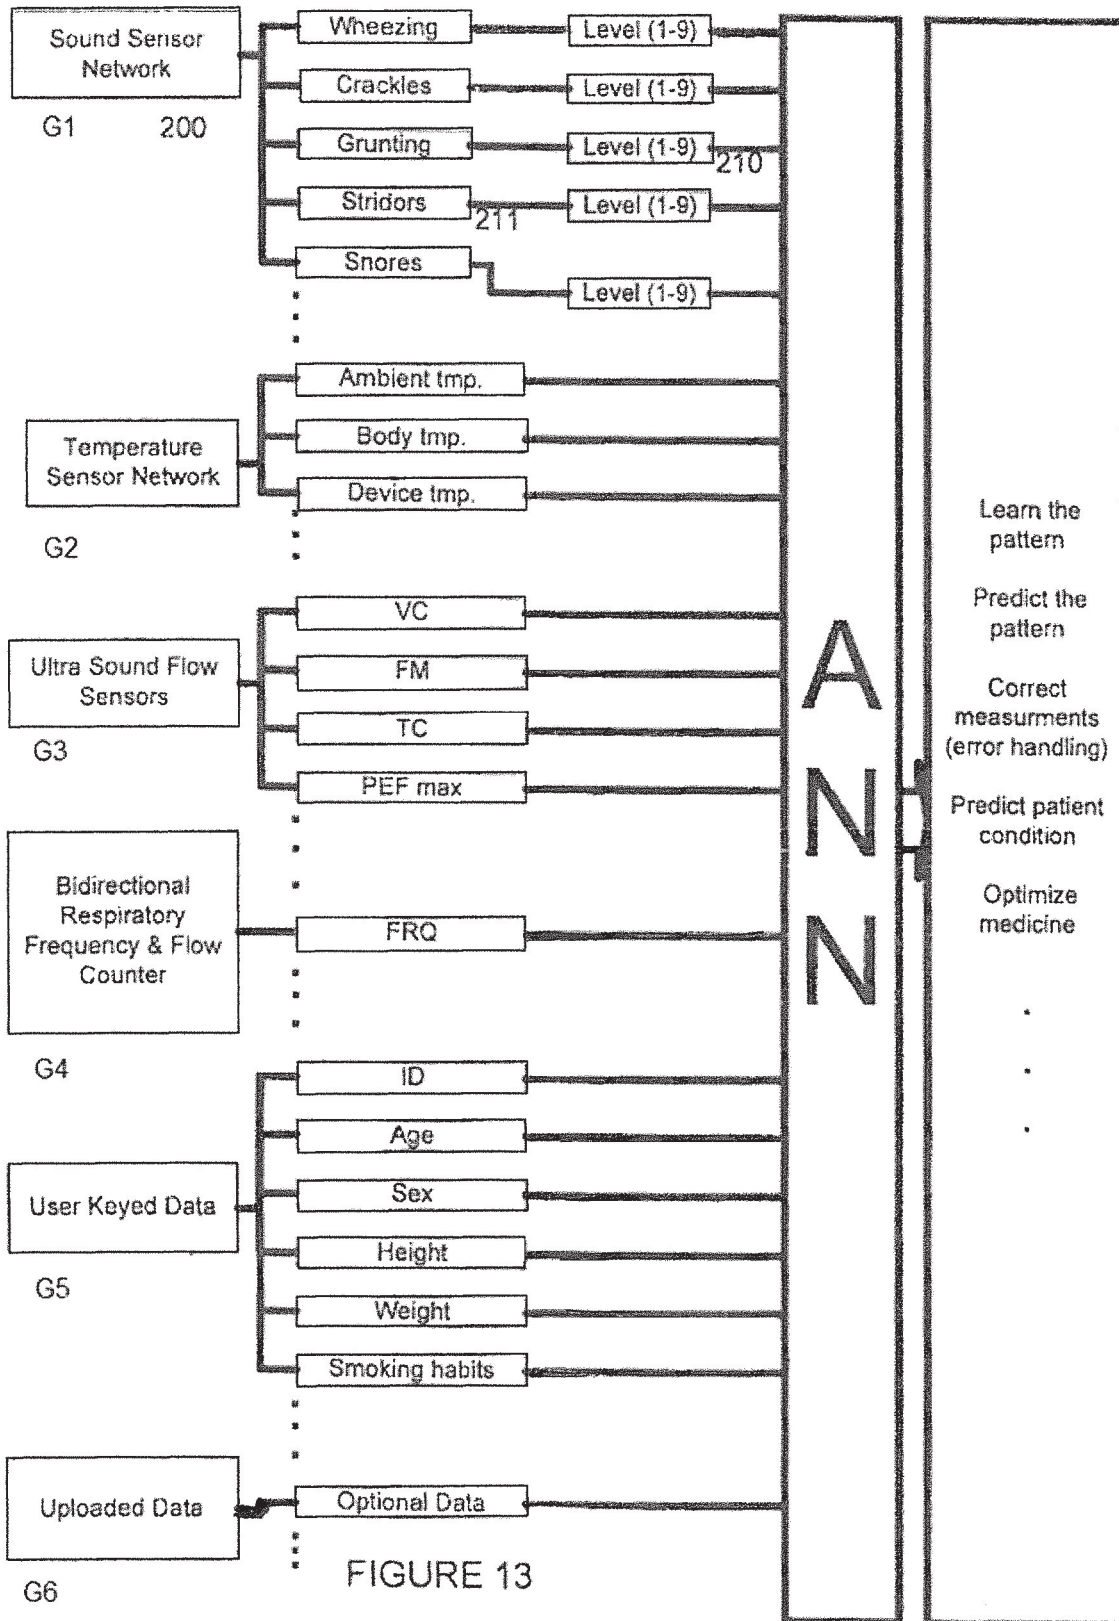 Sound Sensor
Network
G1
200
Wheezing
Level (1-9)
Crackles
Level (1-9)
Grunting
Level (1-9)
210
Stridors
211
Level (1-9)
Snores
Level (1-9)
Temperature
Sensor Network
G2
Ambient tmp.
Body tmp.
Device tmp.
Ultra Sound Flow
Sensors
G3
VC
FM
TC
PEF max
Bidirectional
Respiratory
Frequency & Flow
Counter
G4
FRQ
User Keyed Data
G5
ID
Age
Sex
Height
Weight
Smoking habits
Uploaded Data
G6
Optional Data
A
N
N
Learn the
pattern
Predict the
pattern
Correct
measurments
(error handling)
Predict patient
condition
Optimize
medicine
FIGURE 13